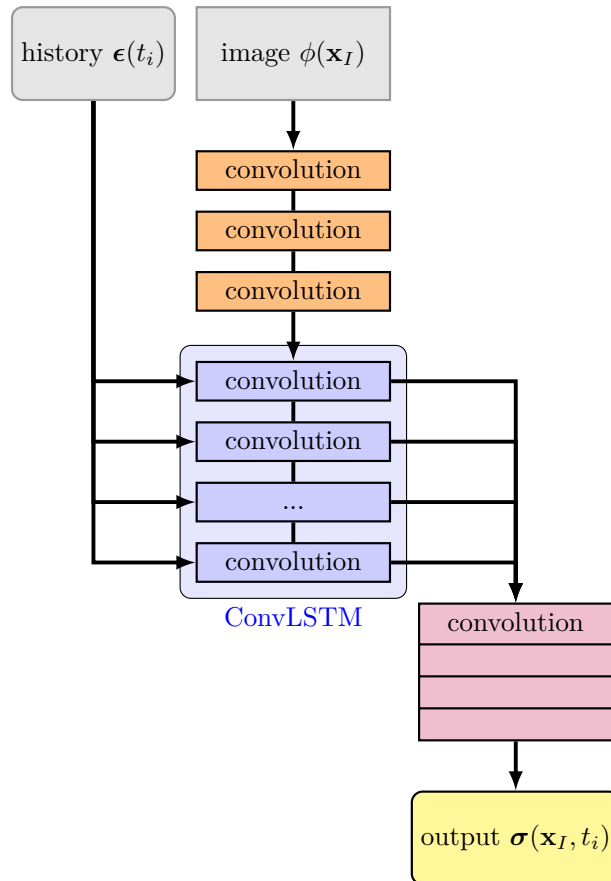 history ϵ(tᵢ)
image ϕ(x_I)
convolution
convolution
convolution
convolution
convolution
...
convolution
ConvLSTM
convolution
output σ(x_I, tᵢ)